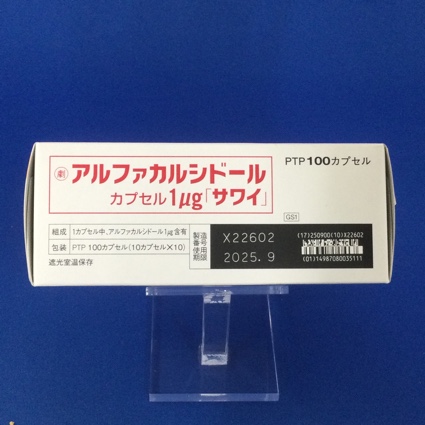 劇 アルファカルシドール
カプセル1μg「サワイ」
PTP 100カプセル
GS1
組成 1カプセル中、アルファカルシドール1μg含有
包装 PTP 100カプセル(10カプセル×10)
遮光室温保存
製造番号 X22602
使用期限 2025. 9
(17)250900(10)X22602
(01)14987080035111